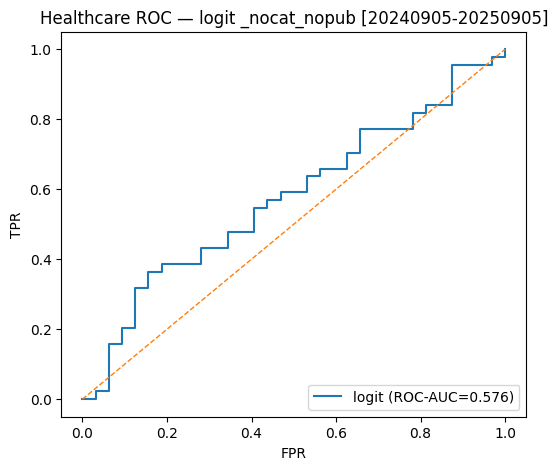 Healthcare ROC — logit _nocat_nopub [20240905-20250905]
1.0
0.8
0.6
0.4
0.2
0.0
TPR
0.0 0.2 0.4 0.6 0.8 1.0
FPR
logit (ROC-AUC=0.576)